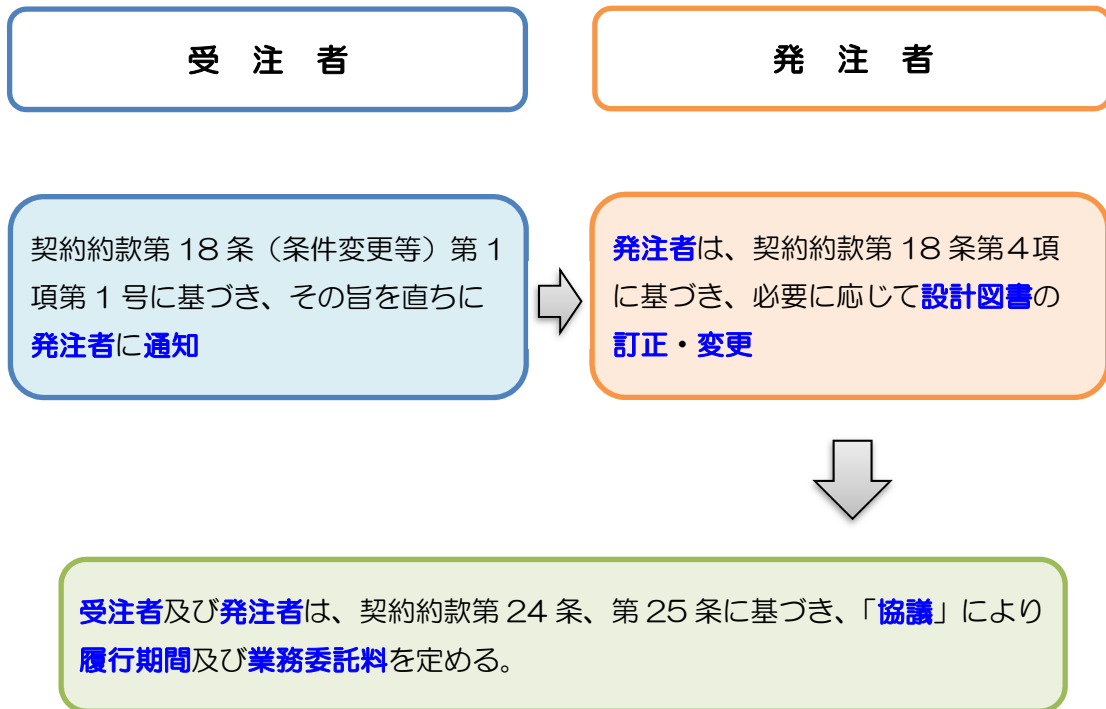 受 注 者
発 注 者
契約約款第 18 条（条件変更等）第 1
項第 1 号に基づき、その旨を直ちに
発注者に通知
発注者は、契約約款第 18 条第４項
に基づき、必要に応じて設計図書の
訂正・変更
受注者及び発注者は、契約約款第 24 条、第 25 条に基づき、「協議」により
履行期間及び業務委託料を定める。